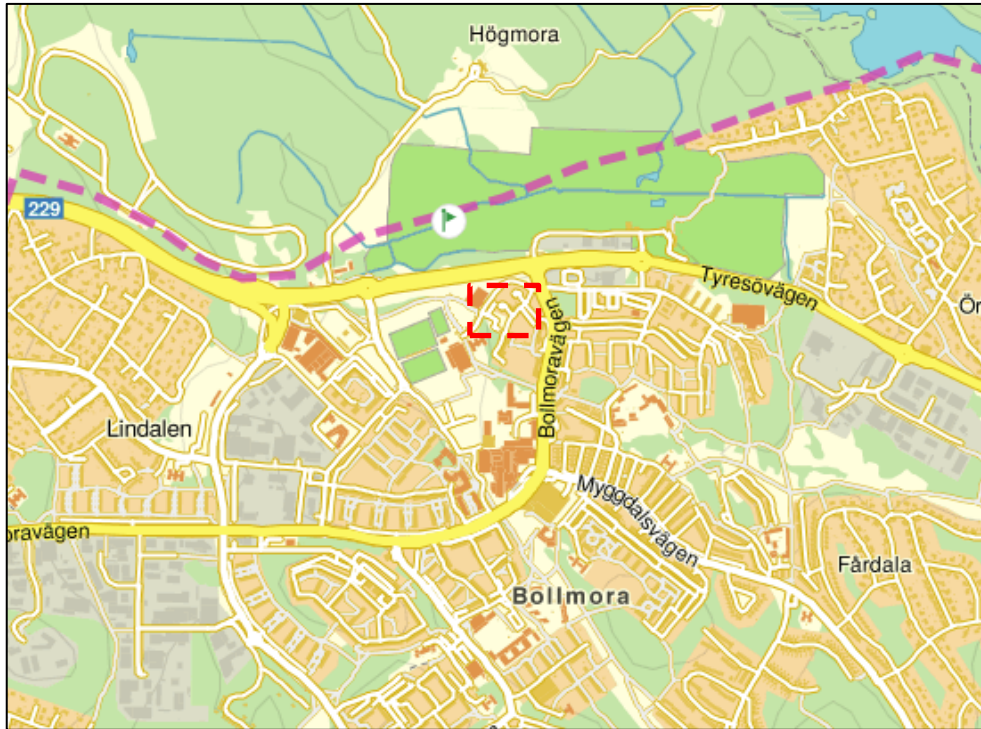 Högmora
229
Tyresövägen
Ör
Bollmoravägen
Lindalen
Myggdalsvägen
oravägen
Fårdala
Bollmora